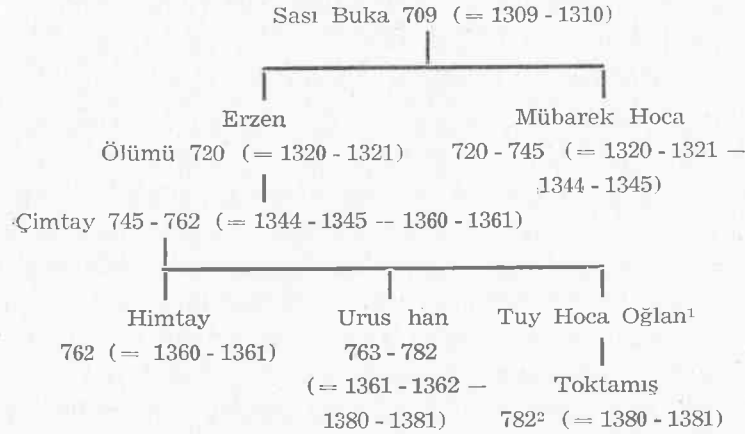 Sası Buka 709 (= 1309 - 1310)
Erzen
Mübarek Hoca
Ölümü 720 (= 1320 - 1321)
720 - 745 (= 1320 - 1321 —
1344 - 1345)
Çimtay 745 - 762 (= 1344 - 1345 — 1360 - 1361)
Himtay
Urus han
Tuy Hoca Oğlan¹
762 (= 1360 - 1361)
763 - 782
(= 1361 - 1362 —
1380 - 1381)
Toktamış
782² (= 1380 - 1381)